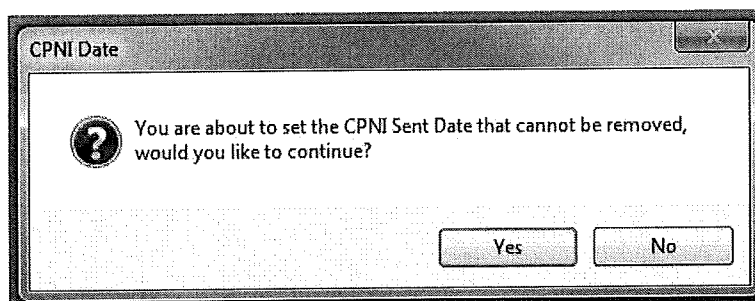 CPNI Date
You are about to set the CPNI Sent Date that cannot be removed,
would you like to continue?
Yes
No